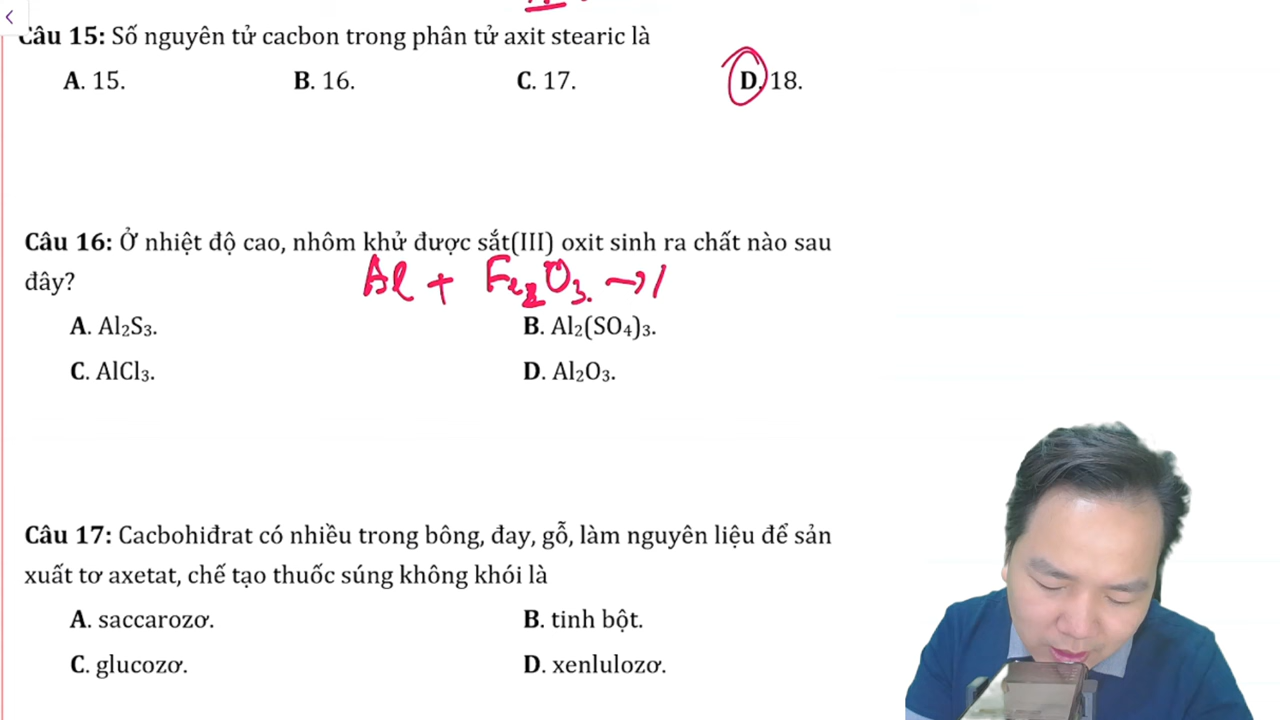 Câu 15: Số nguyên tử cacbon trong phân tử axit stearic là
A. 15. B. 16. C. 17. D. 18.
Câu 16: Ở nhiệt độ cao, nhôm khử được sắt(III) oxit sinh ra chất nào sau
đây?
Al + Fe₂O₃ →
A. Al₂S₃. B. Al₂(SO₄)₃.
C. AlCl₃. D. Al₂O₃.
Câu 17: Cacbohiđrat có nhiều trong bông, đay, gỗ, làm nguyên liệu để sản
xuất tơ axetat, chế tạo thuốc súng không khói là
A. saccarozơ. B. tinh bột.
C. glucozơ. D. xenlulozơ.